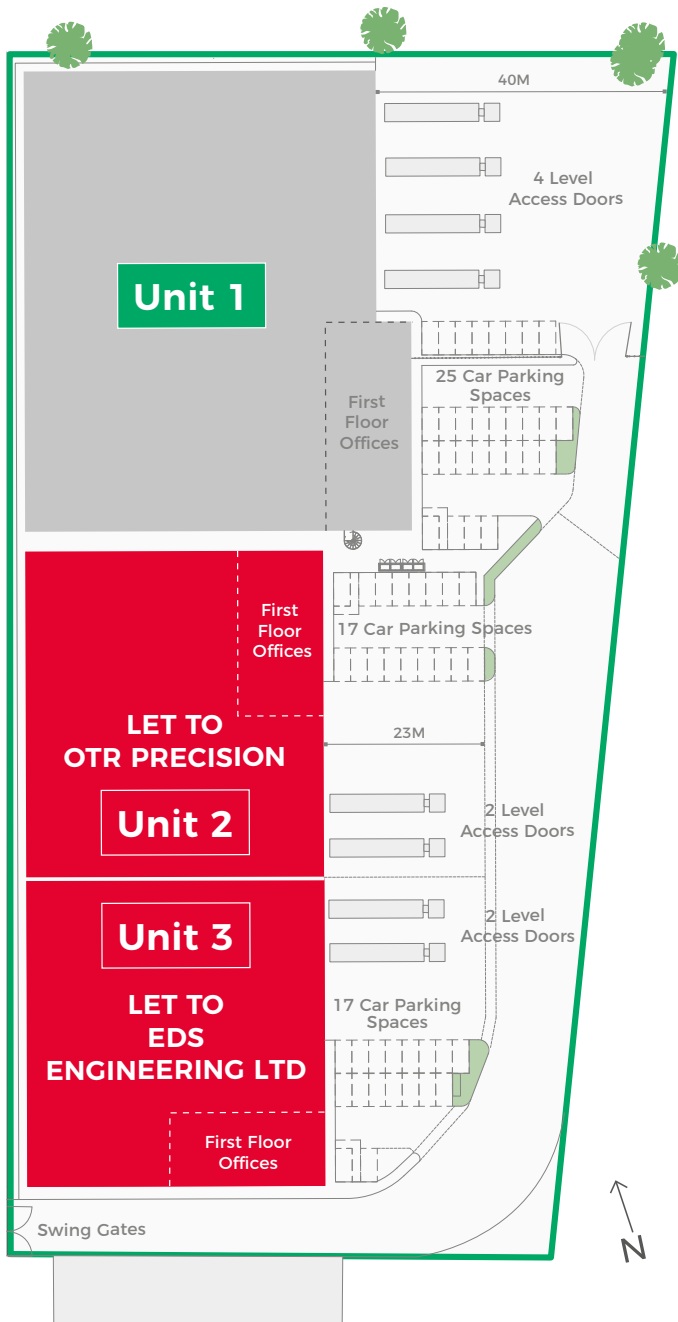 40M
4 Level
Access Doors
Unit 1
25 Car Parking
Spaces
First
Floor
Offices
First
Floor
Offices
17 Car Parking Spaces
LET TO
OTR PRECISION
23M
Unit 2
2 Level
Access Doors
Unit 3
2 Level
Access Doors
LET TO
EDS
ENGINEERING LTD
17 Car Parking
Spaces
First Floor
Offices
Swing Gates
N